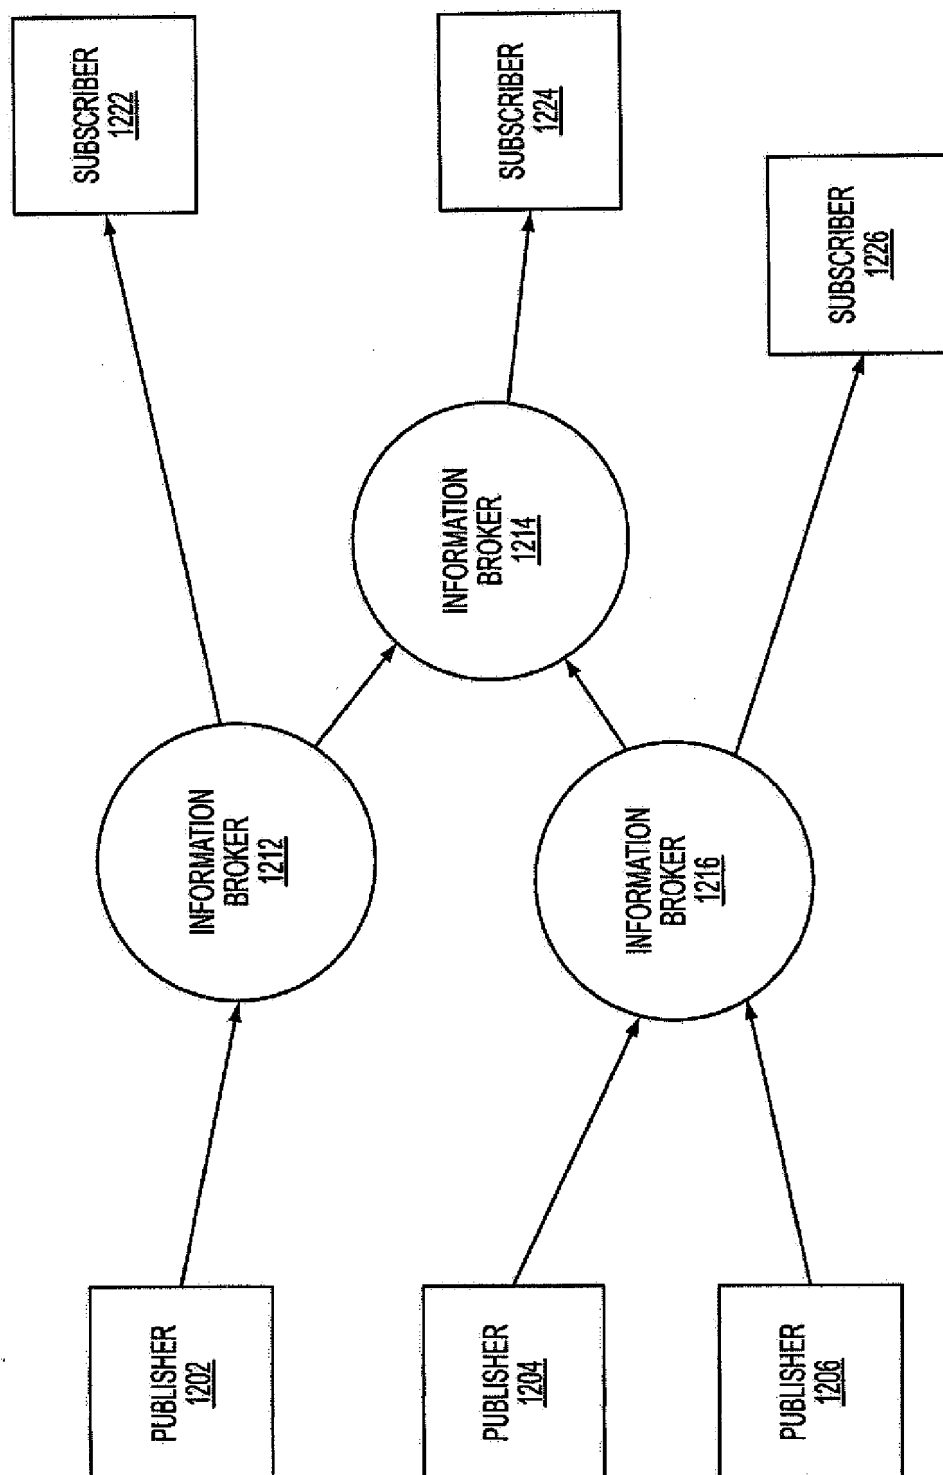 SUBSCRIBER
1222
SUBSCRIBER
1224
SUBSCRIBER
1226
INFORMATION
BROKER
1214
INFORMATION
BROKER
1212
INFORMATION
BROKER
1216
PUBLISHER
1202
PUBLISHER
1204
PUBLISHER
1206